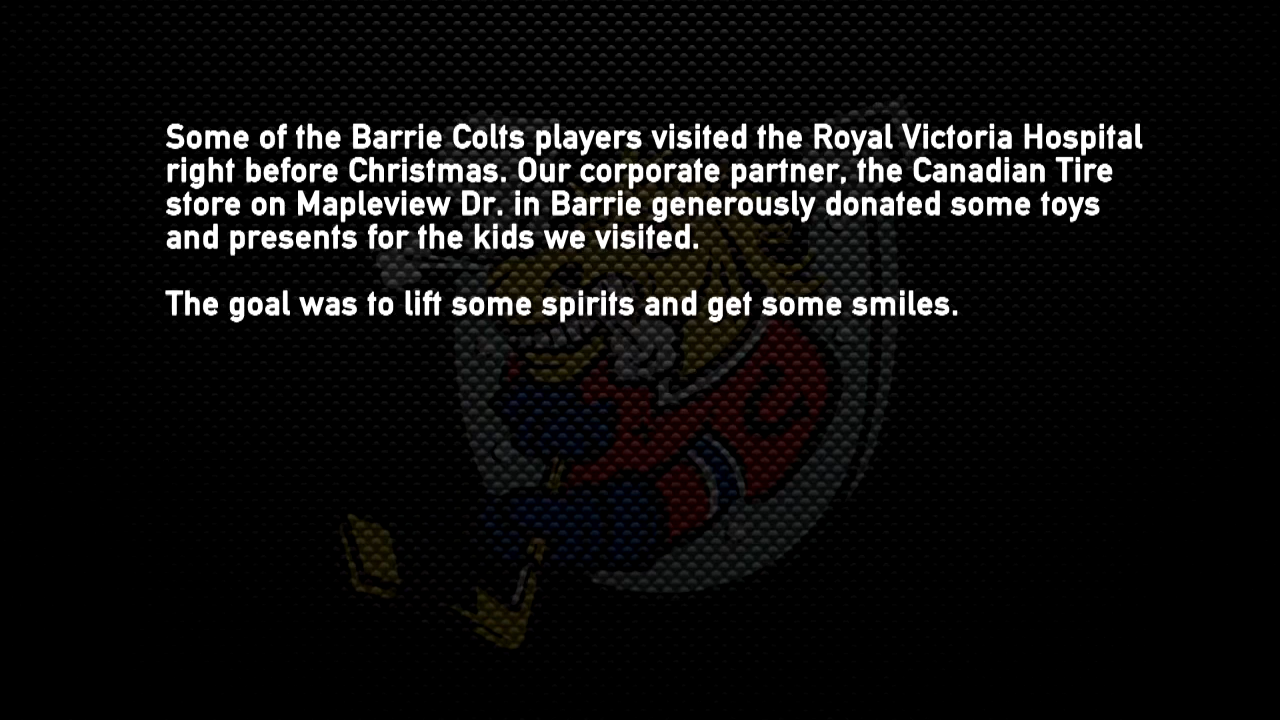 Some of the Barrie Colts players visited the Royal Victoria Hospital
right before Christmas. Our corporate partner, the Canadian Tire
store on Mapleview Dr. in Barrie generously donated some toys
and presents for the kids we visited.
The goal was to lift some spirits and get some smiles.